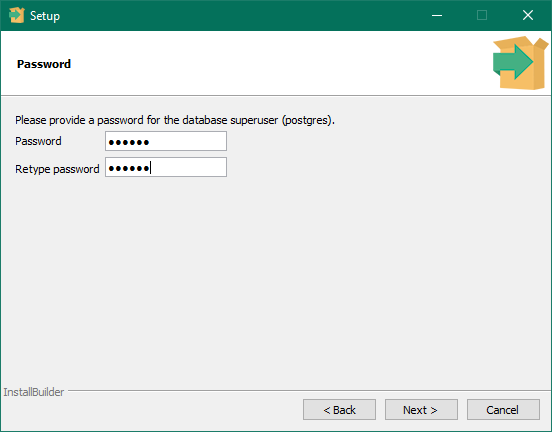 Setup
Password
Please provide a password for the database superuser (postgres).
Password ••••••
Retype password ••••••
InstallBuilder
< Back Next > Cancel